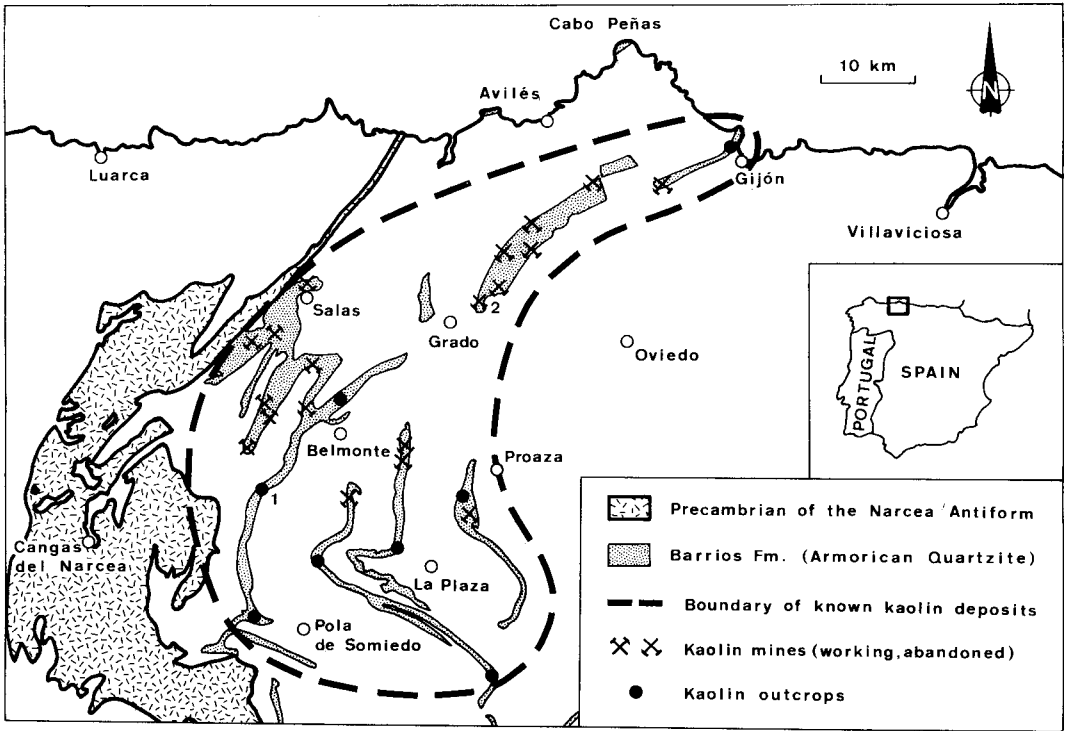 Cabo Peñas
10 km
N
Avilés
Luarca
Gijón
Villaviciosa
Salas
2
Grado
Oviedo
PORTUGAL
SPAIN
Belmonte
Proaza
1
Cangas
del Narcea
La Plaza
Pola
de Somiedo
Precambrian of the Narcea Antiform
Barrios Fm. (Armorican Quartzite)
Boundary of known kaolin deposits
Kaolin mines (working, abandoned)
Kaolin outcrops